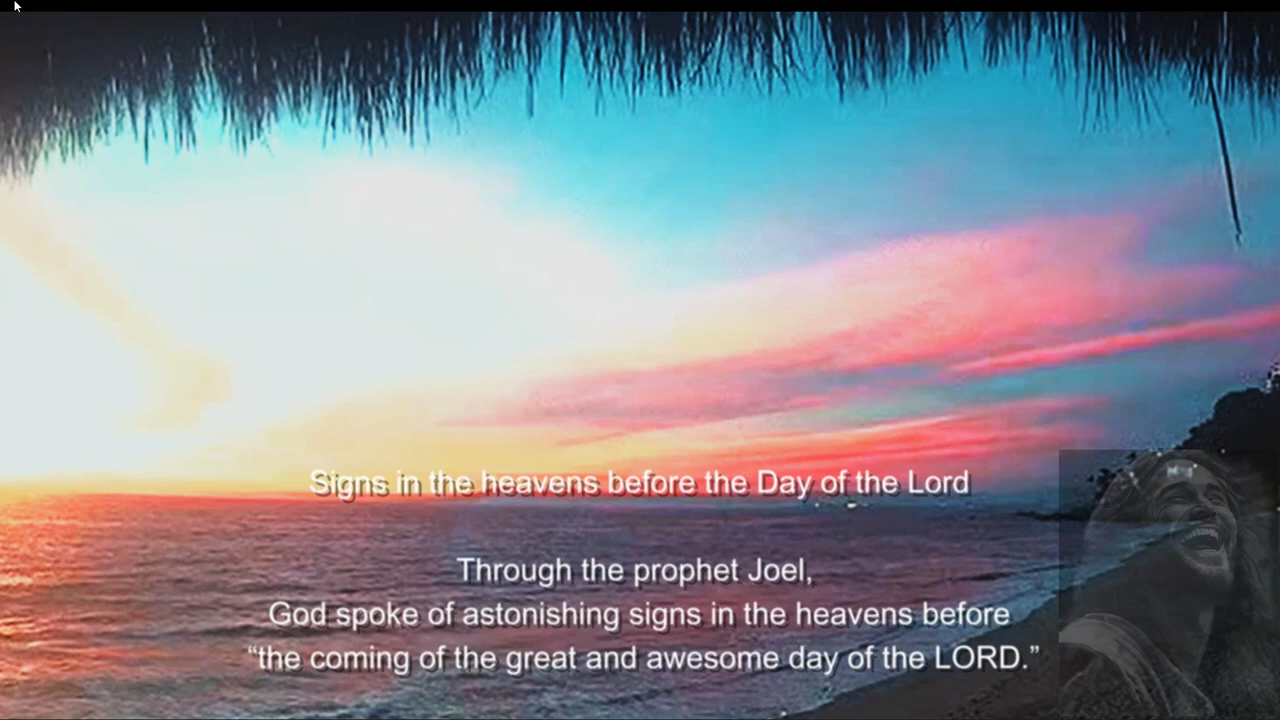 Signs in the heavens before the Day of the Lord
Through the prophet Joel,
God spoke of astonishing signs in the heavens before
“the coming of the great and awesome day of the LORD.”